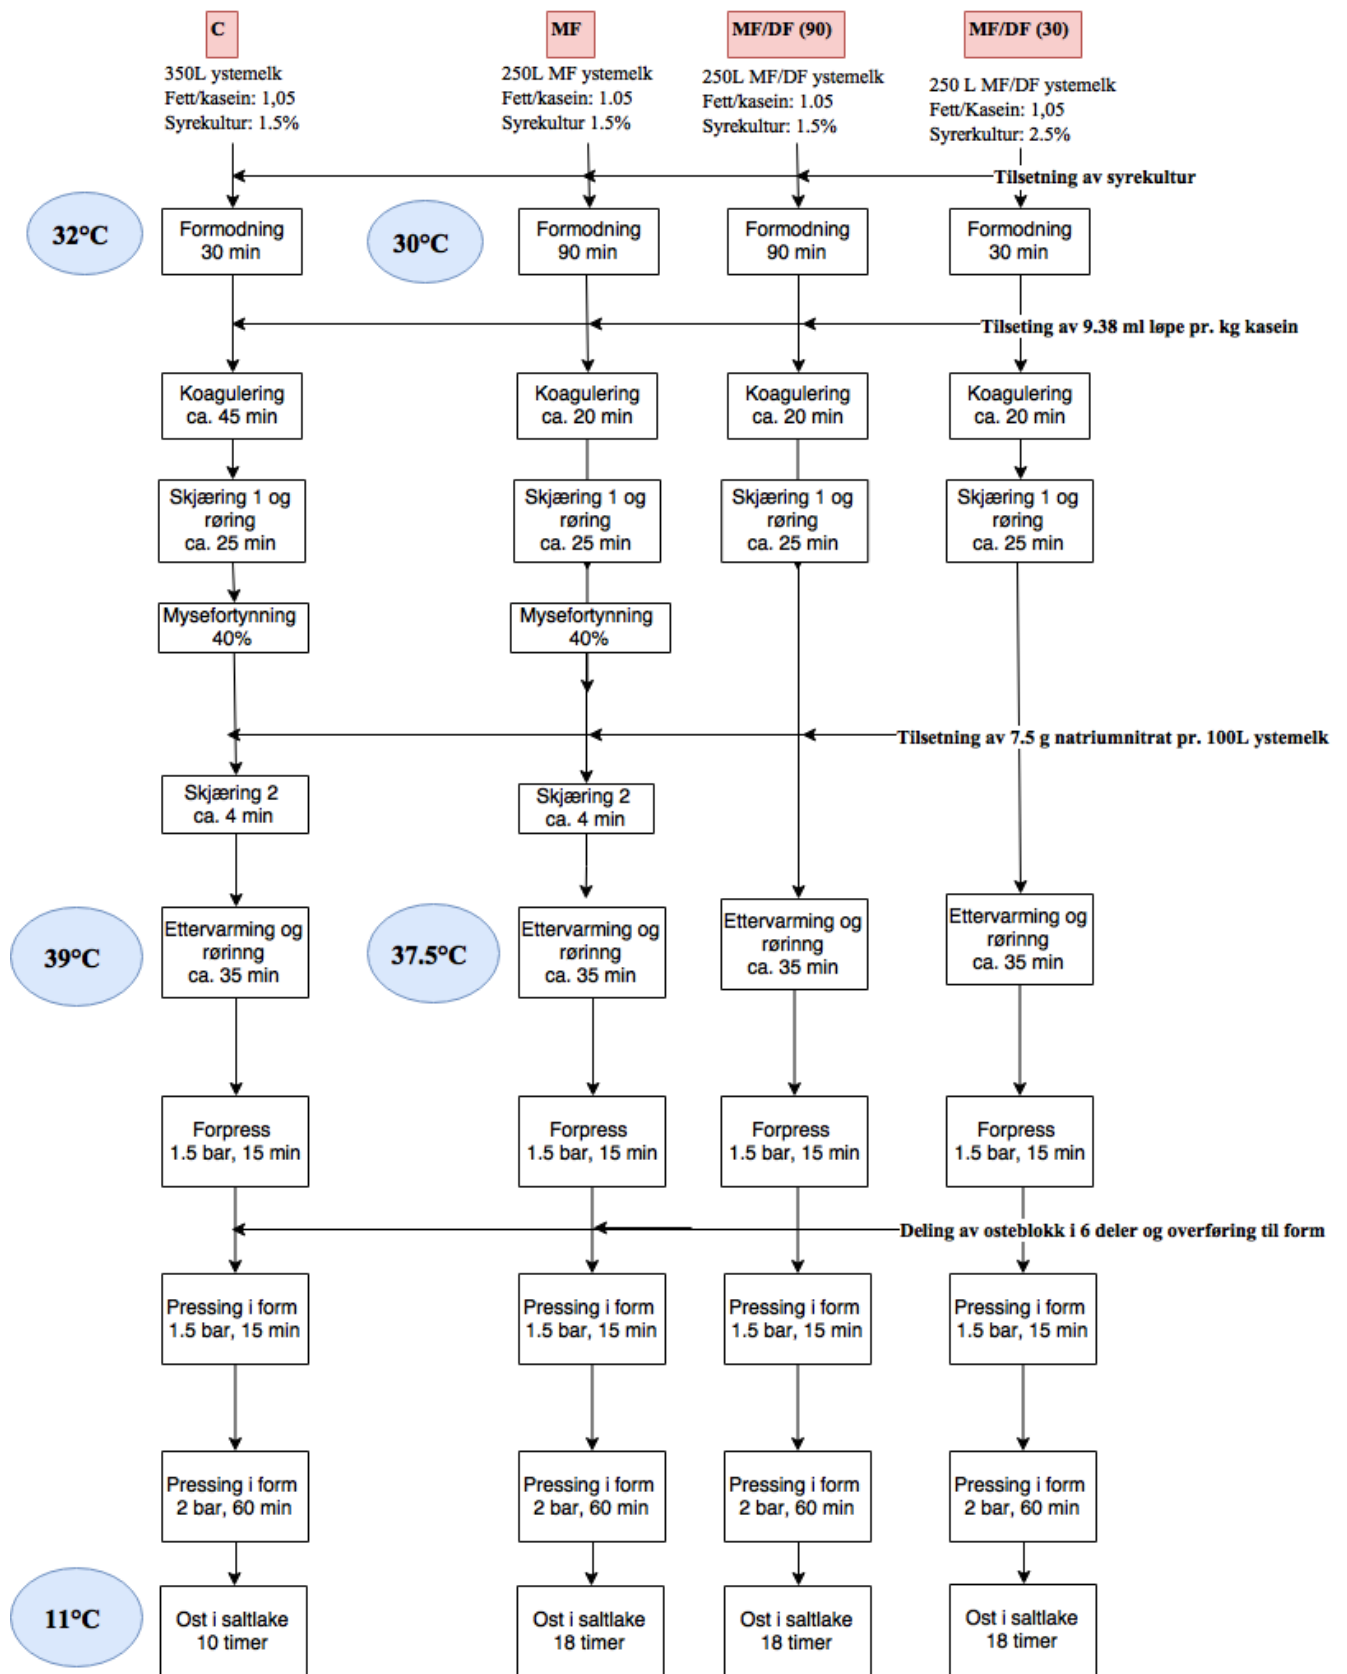 C
MF
MF/DF (90)
MF/DF (30)
350L ystemelk
Fett/kasein: 1,05
Syrekultur: 1.5%
250L MF ystemelk
Fett/kasein: 1.05
Syrekultur 1.5%
250L MF/DF ystemelk
Fett/kasein: 1.05
Syrekultur: 1.5%
250 L MF/DF ystemelk
Fett/Kasein: 1,05
Syrerkultur: 2.5%
Tilsetning av syrekultur
32°C
Formodning
30 min
30°C
Formodning
90 min
Formodning
90 min
Formodning
30 min
Tilseting av 9.38 ml løpe pr. kg kasein
Koagulering
ca. 45 min
Koagulering
ca. 20 min
Koagulering
ca. 20 min
Koagulering
ca. 20 min
Skjæring 1 og
røring
ca. 25 min
Skjæring 1 og
røring
ca. 25 min
Skjæring 1 og
røring
ca. 25 min
Skjæring 1 og
røring
ca. 25 min
Mysefortynning
40%
Mysefortynning
40%
Tilsetning av 7.5 g natriumnitrat pr. 100L ystemelk
Skjæring 2
ca. 4 min
Skjæring 2
ca. 4 min
39°C
Ettervarming og
rørinng
ca. 35 min
37.5°C
Ettervarming og
rørinng
ca. 35 min
Ettervarming og
rørinng
ca. 35 min
Ettervarming og
rørinng
ca. 35 min
Forpress
1.5 bar, 15 min
Forpress
1.5 bar, 15 min
Forpress
1.5 bar, 15 min
Forpress
1.5 bar, 15 min
Deling av osteblokk i 6 deler og overføring til form
Pressing i form
1.5 bar, 15 min
Pressing i form
1.5 bar, 15 min
Pressing i form
1.5 bar, 15 min
Pressing i form
1.5 bar, 15 min
Pressing i form
2 bar, 60 min
Pressing i form
2 bar, 60 min
Pressing i form
2 bar, 60 min
Pressing i form
2 bar, 60 min
11°C
Ost i saltlake
10 timer
Ost i saltlake
18 timer
Ost i saltlake
18 timer
Ost i saltlake
18 timer